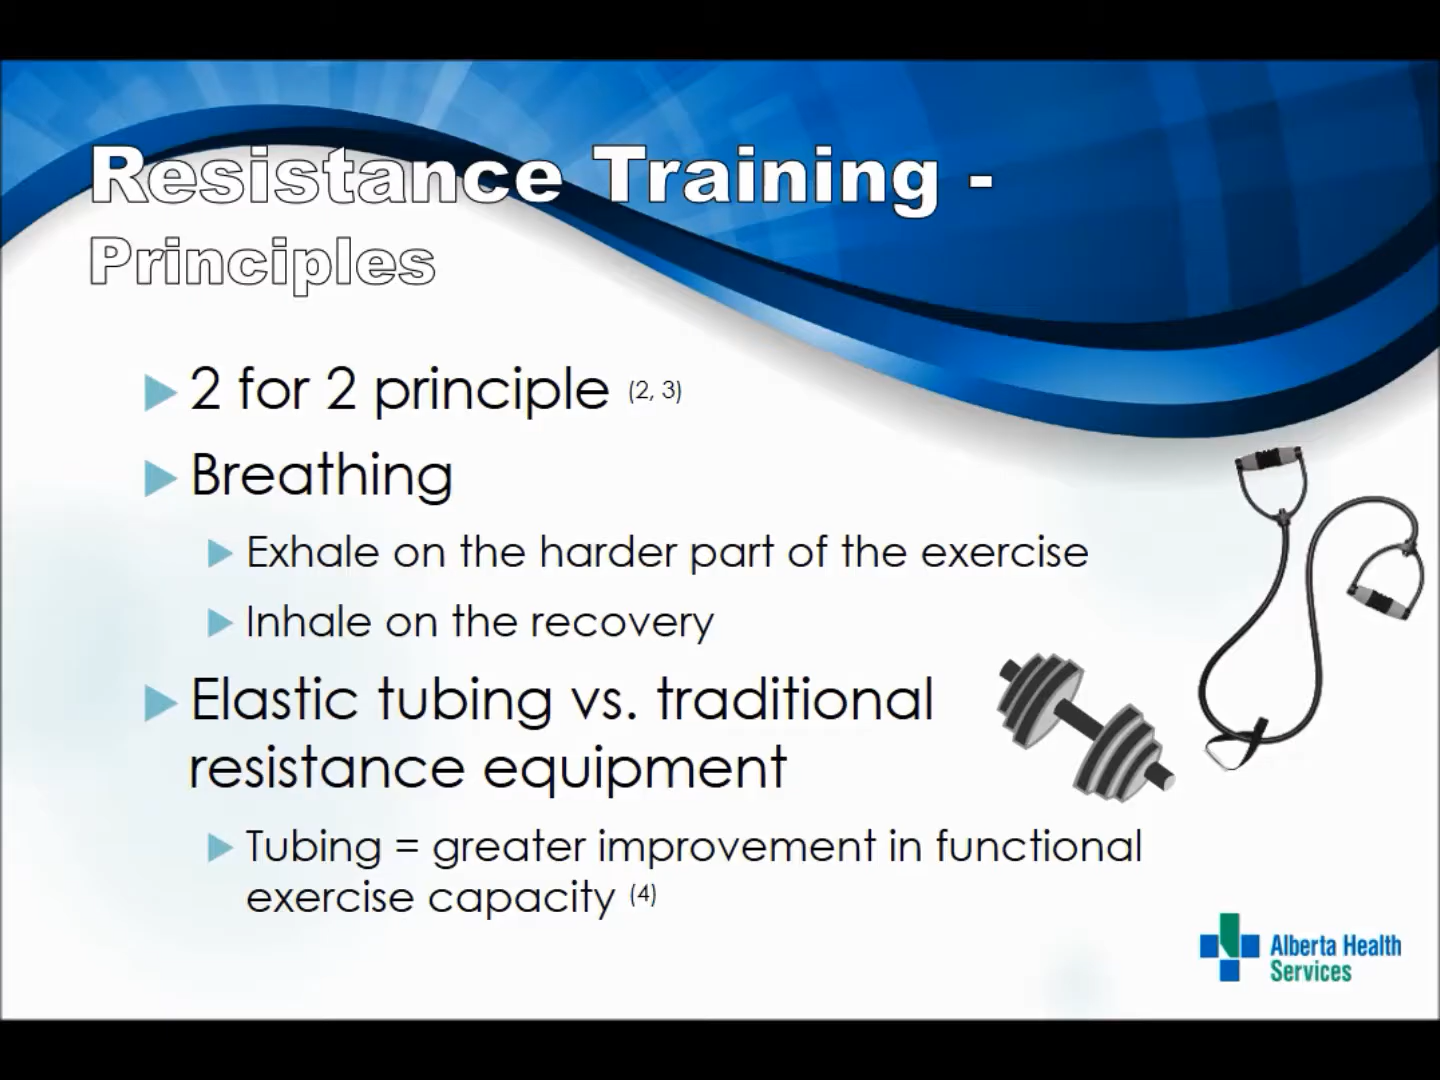 Resistance Training -
Principles
2 for 2 principle (2, 3)
Breathing
Exhale on the harder part of the exercise
Inhale on the recovery
Elastic tubing vs. traditional
resistance equipment
Tubing = greater improvement in functional
exercise capacity (4)
Alberta Health
Services